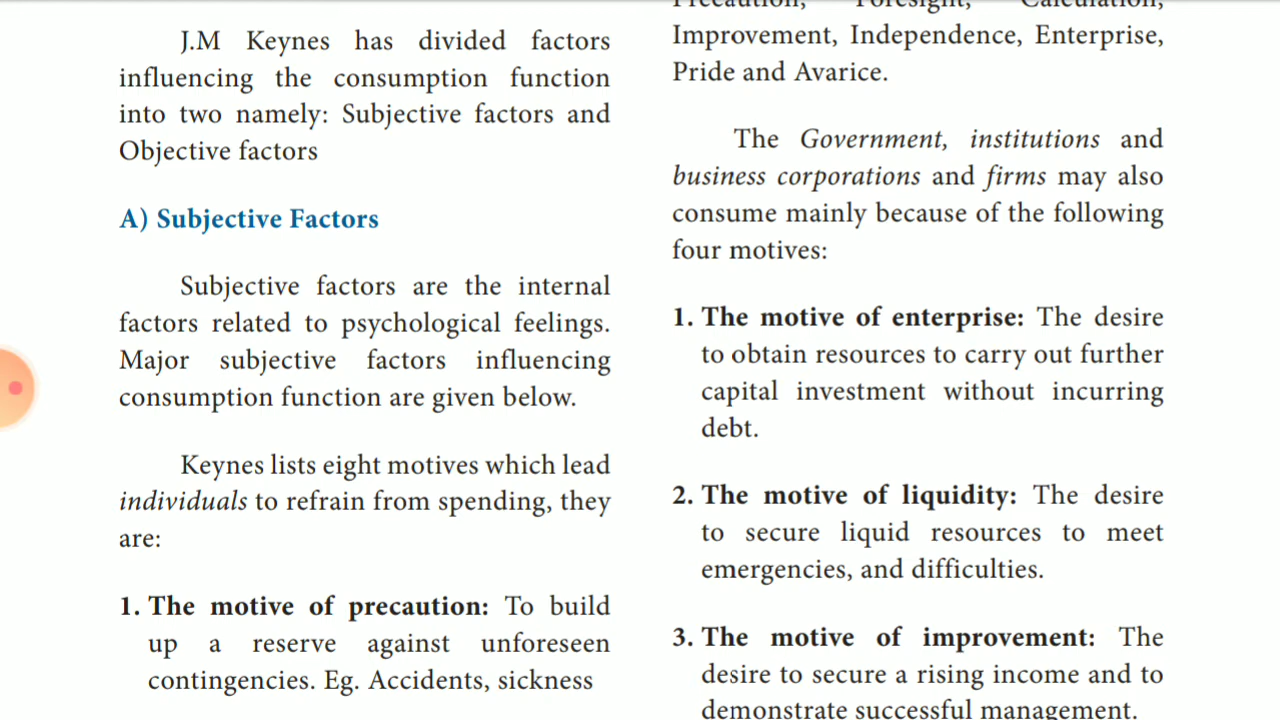 J.M Keynes has divided factors
influencing the consumption function
into two namely: Subjective factors and
Objective factors
A) Subjective Factors
Subjective factors are the internal
factors related to psychological feelings.
Major subjective factors influencing
consumption function are given below.
Keynes lists eight motives which lead
individuals to refrain from spending, they
are:
1. The motive of precaution: To build
up a reserve against unforeseen
contingencies. Eg. Accidents, sickness
Precaution, Foresight, Calculation,
Improvement, Independence, Enterprise,
Pride and Avarice.
The Government, institutions and
business corporations and firms may also
consume mainly because of the following
four motives:
1. The motive of enterprise: The desire
to obtain resources to carry out further
capital investment without incurring
debt.
2. The motive of liquidity: The desire
to secure liquid resources to meet
emergencies, and difficulties.
3. The motive of improvement: The
desire to secure a rising income and to
demonstrate successful management.